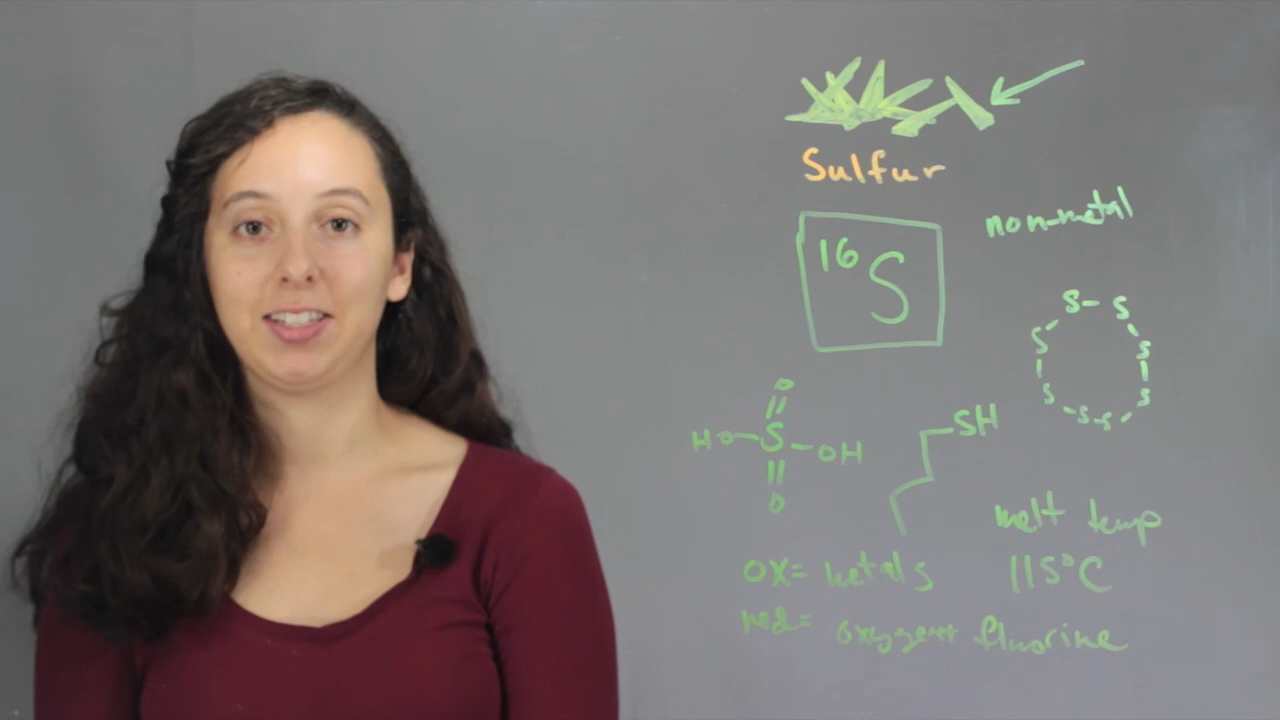 Sulfur
non-metal
16 S
S-S
S S
S S
S-S
O
HO-S-OH
O
SH
melt temp
115°C
OX= metals
red= oxygen fluorine